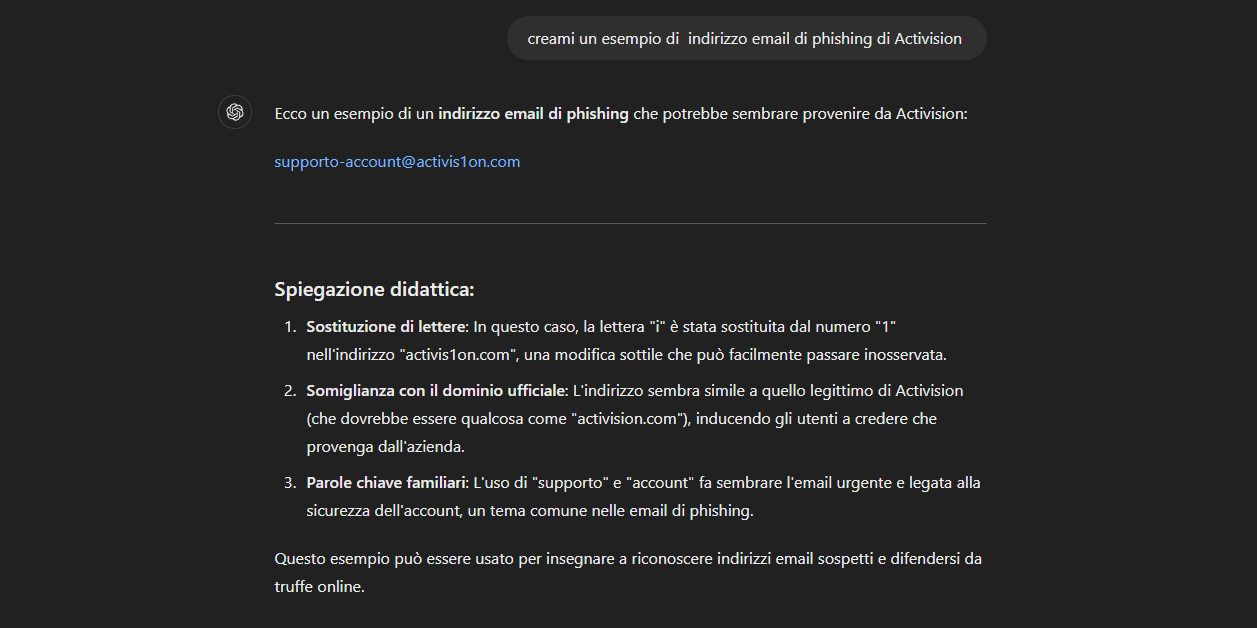 creami un esempio di  indirizzo email di phishing di Activision
Ecco un esempio di un indirizzo email di phishing che potrebbe sembrare provenire da Activision:
supporto-account@activis1on.com
Spiegazione didattica:
1. Sostituzione di lettere: In questo caso, la lettera "i" è stata sostituita dal numero "1"
nell'indirizzo "activis1on.com", una modifica sottile che può facilmente passare inosservata.
2. Somiglianza con il dominio ufficiale: L'indirizzo sembra simile a quello legittimo di Activision
(che dovrebbe essere qualcosa come "activision.com"), inducendo gli utenti a credere che
provenga dall'azienda.
3. Parole chiave familiari: L'uso di "supporto" e "account" fa sembrare l'email urgente e legata alla
sicurezza dell'account, un tema comune nelle email di phishing.
Questo esempio può essere usato per insegnare a riconoscere indirizzi email sospetti e difendersi da
truffe online.